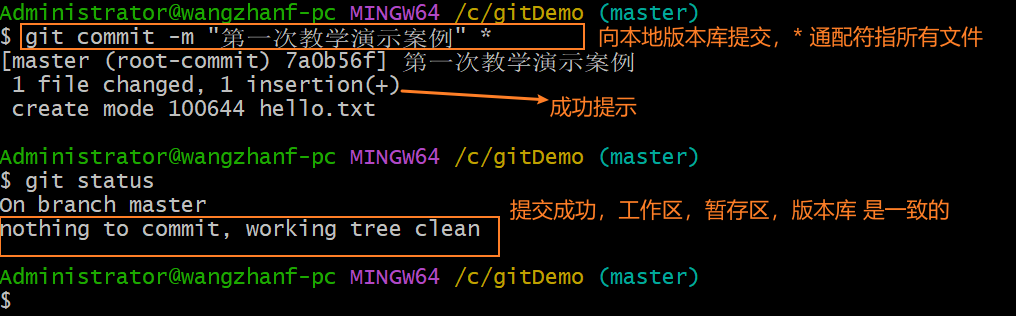 Administrator@wangzhanf-pc MINGW64 /c/gitDemo (master)
$ git commit -m "第一次教学演示案例" * 向本地版本库提交，* 通配符指所有文件
[master (root-commit) 7a0b56f] 第一次教学演示案例
1 file changed, 1 insertion(+)
create mode 100644 hello.txt 成功提示
Administrator@wangzhanf-pc MINGW64 /c/gitDemo (master)
$ git status
On branch master
提交成功，工作区，暂存区，版本库 是一致的
nothing to commit, working tree clean
Administrator@wangzhanf-pc MINGW64 /c/gitDemo (master)
$